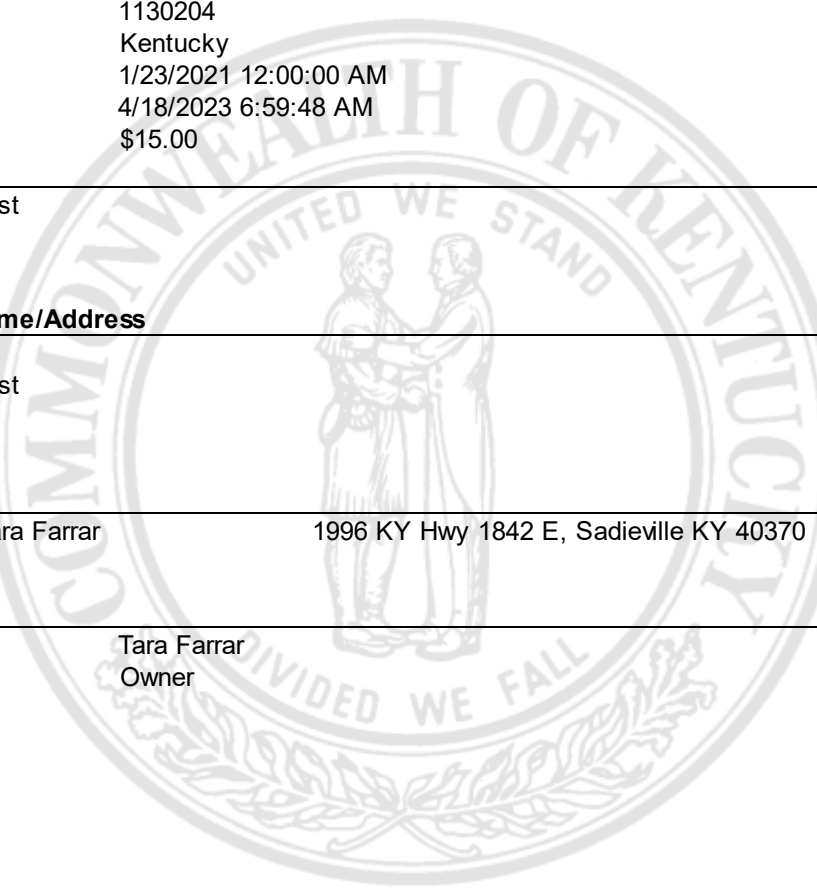 1130204
Kentucky
1/23/2021 12:00:00 AM
4/18/2023 6:59:48 AM
$15.00
st
me/Address
st
ra Farrar 1996 KY Hwy 1842 E, Sadieville KY 40370
Tara Farrar
Owner
COMMONWEALTH OF KENTUCKY
UNITED WE STAND
DIVIDED WE FALL